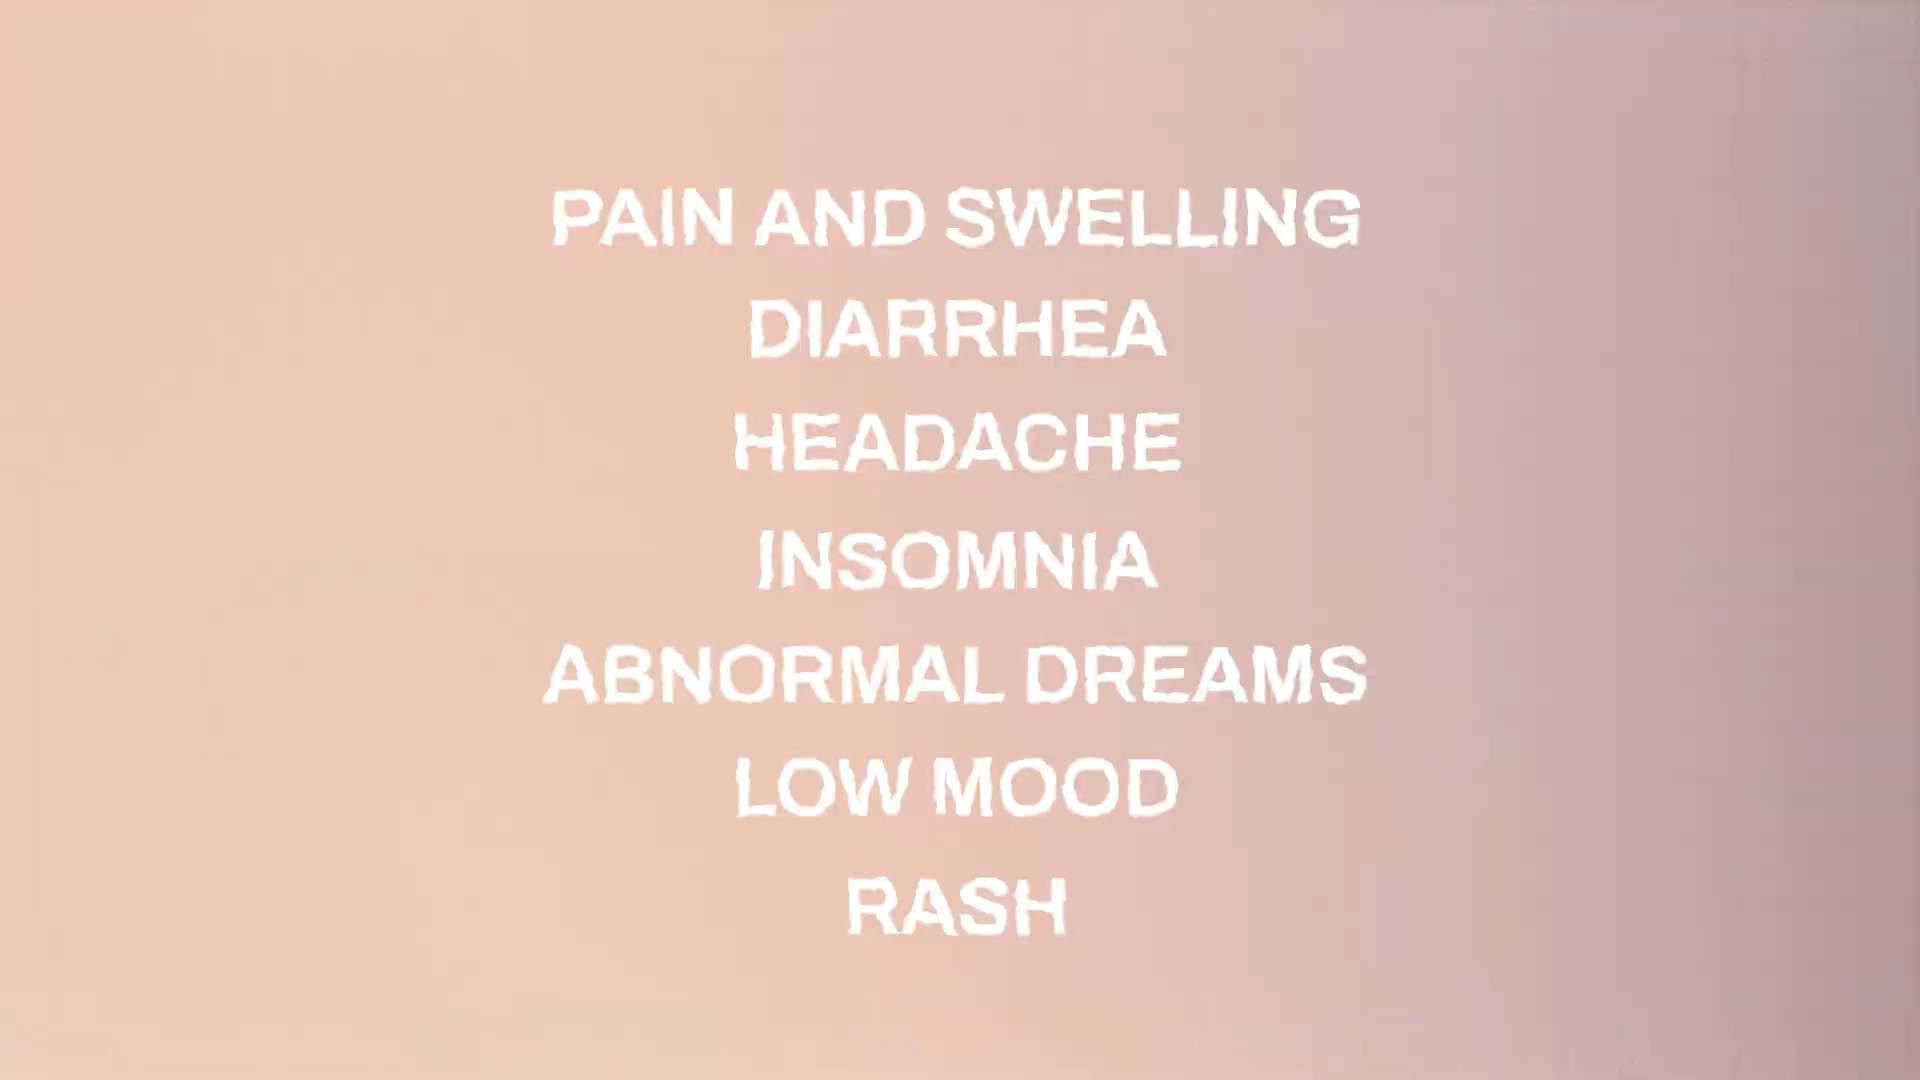 PAIN AND SWELLING
DIARRHEA
HEADACHE
INSOMNIA
ABNORMAL DREAMS
LOW MOOD
RASH